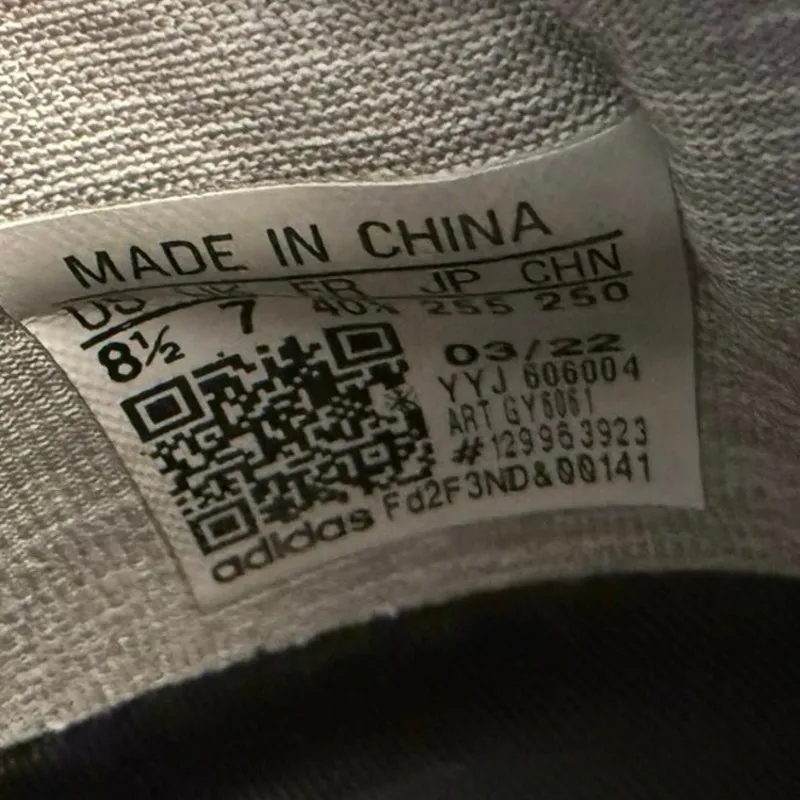 MADE IN CHINA
US UK FR JP CHN
8½ 7 40⅔ 255 250
03/22
YYJ 606004
ART GY6061
#129963923
Fd2F3ND&00141
adidas